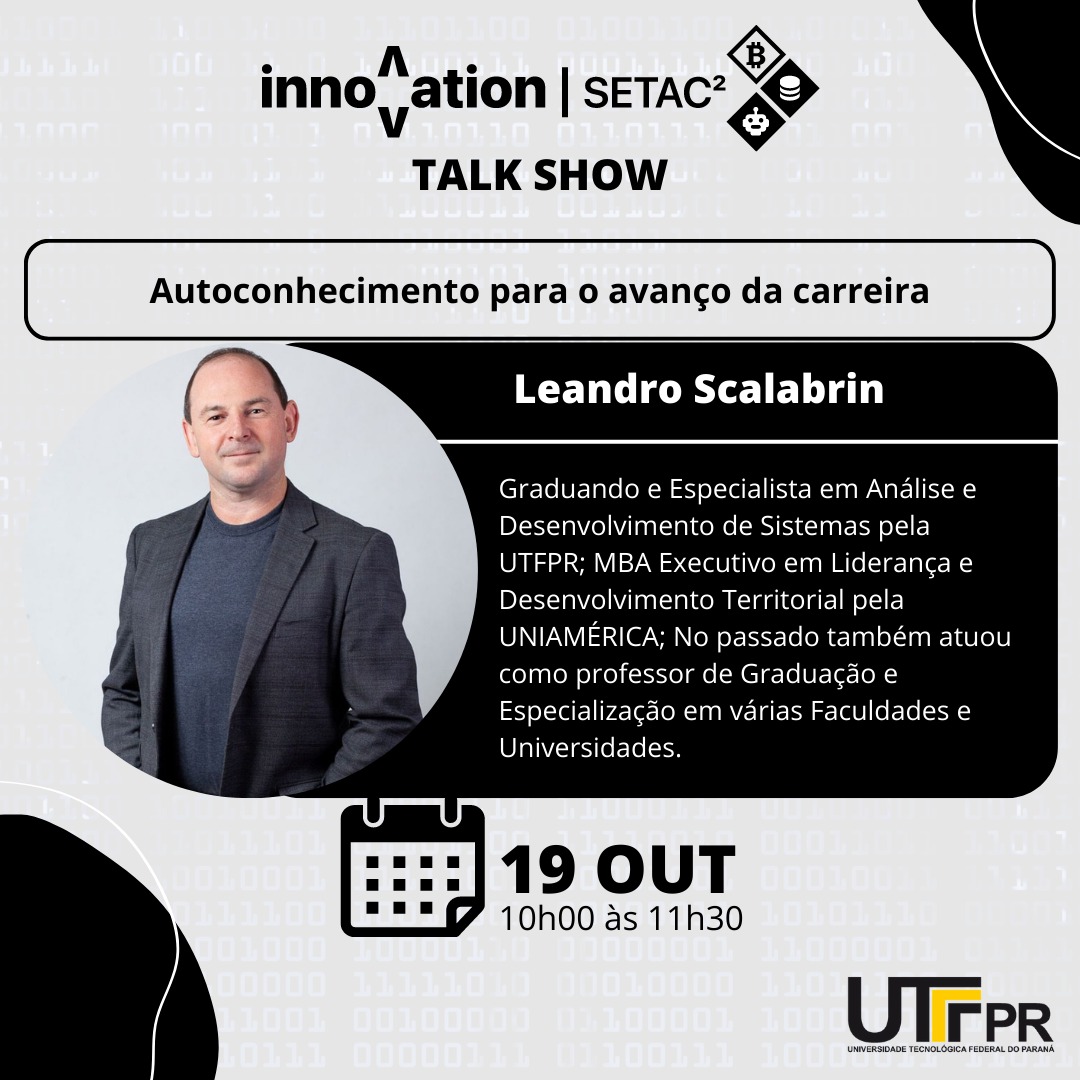 innovation | SETAC²
TALK SHOW
Autoconhecimento para o avanço da carreira
Leandro Scalabrin
Graduando e Especialista em Análise e
Desenvolvimento de Sistemas pela
UTFPR; MBA Executivo em Liderança e
Desenvolvimento Territorial pela
UNIAMÉRICA; No passado também atuou
como professor de Graduação e
Especialização em várias Faculdades e
Universidades.
19 OUT
10h00 às 11h30
UTFPR
UNIVERSIDADE TECNOLÓGICA FEDERAL DO PARANÁ